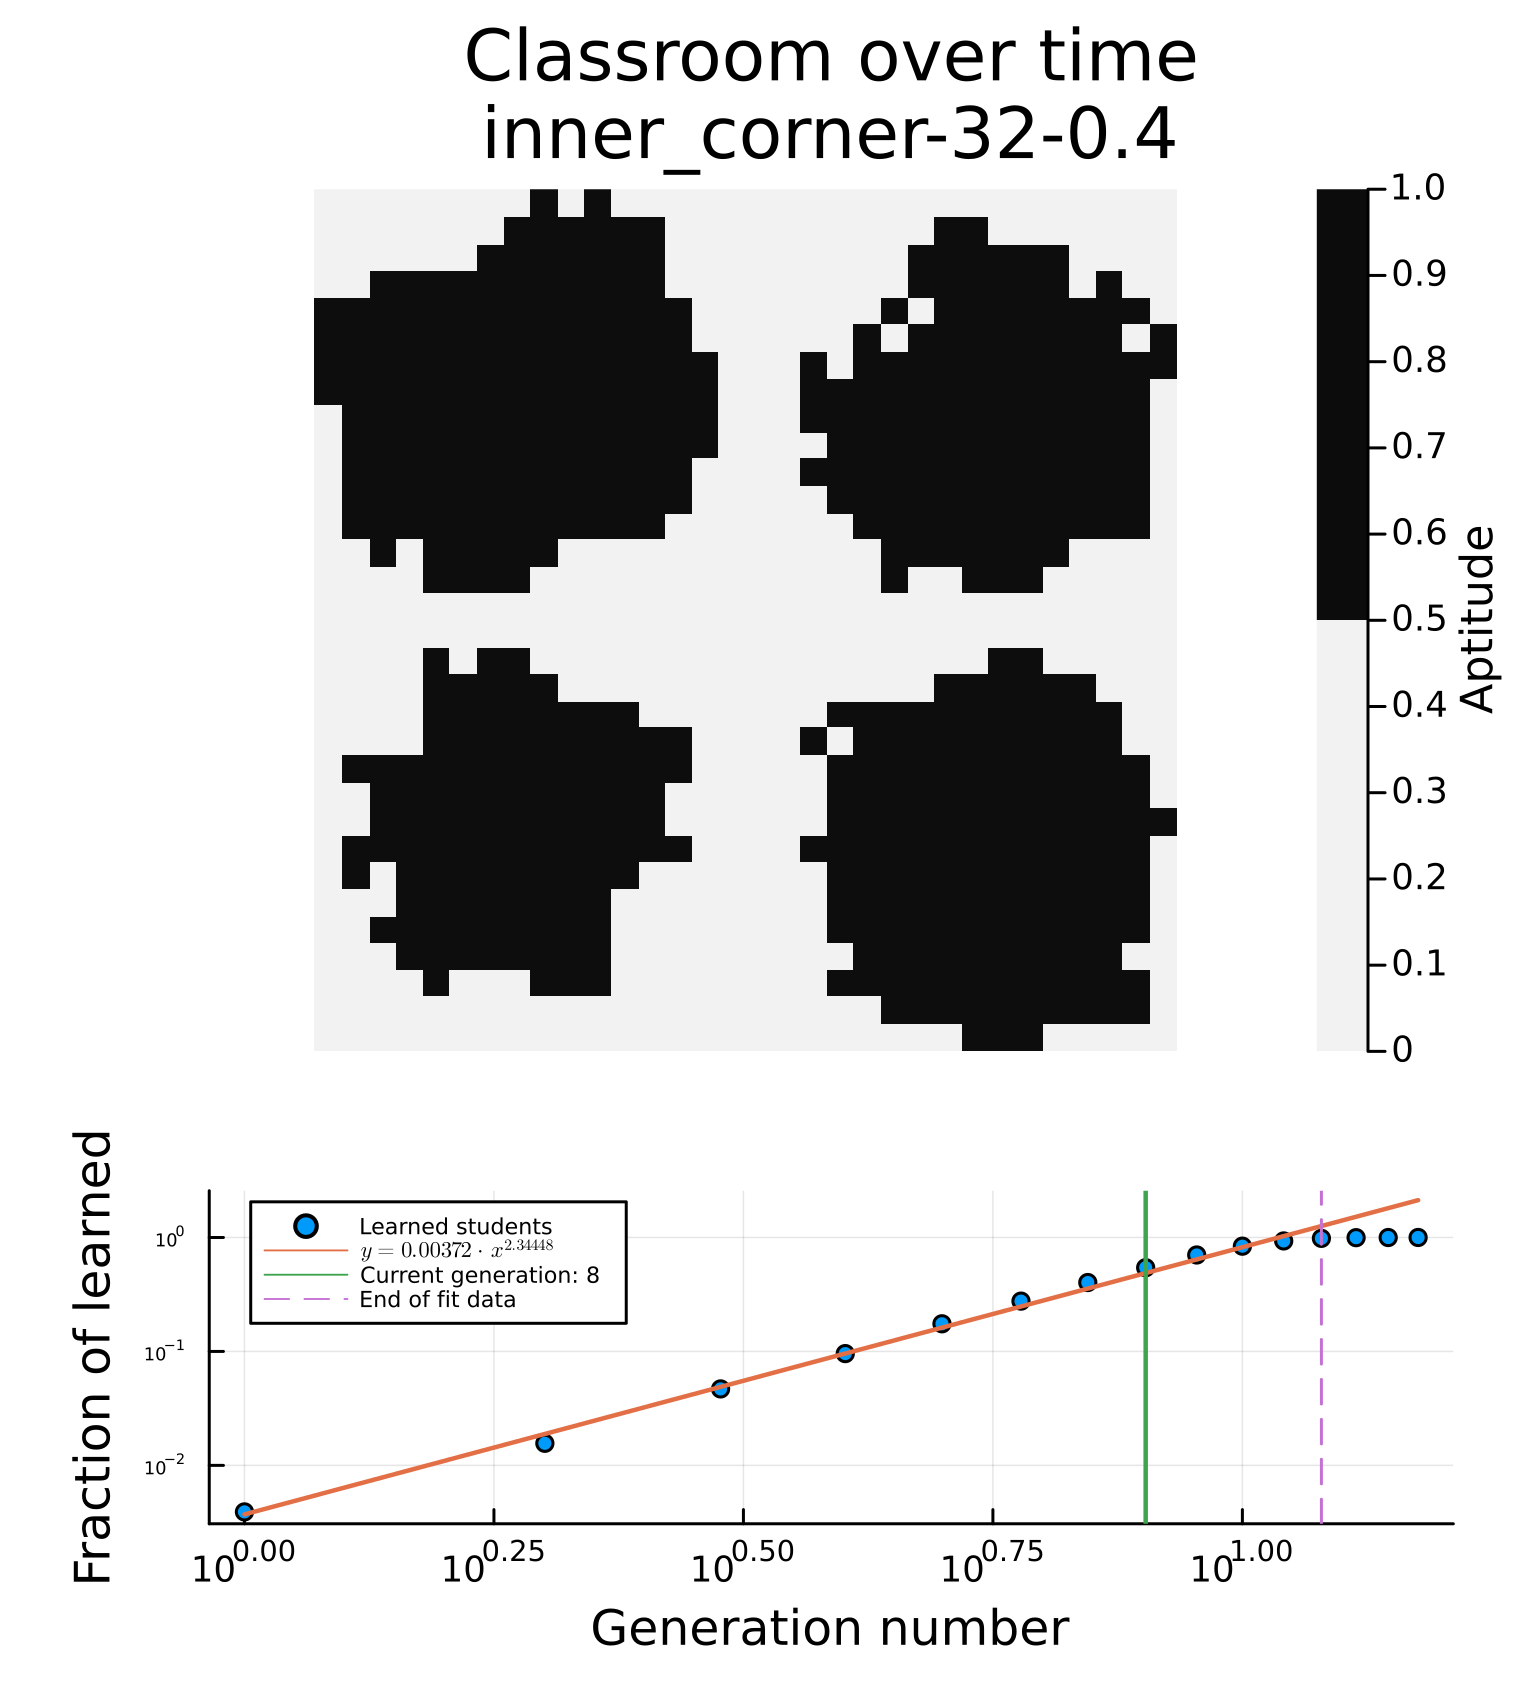 Classroom over time
inner_corner-32-0.4
1.0
0.9
0.8
0.7
0.6
0.5
0.4
0.3
0.2
0.1
0
Aptitude
Fraction of learned
10⁰
10⁻¹
10⁻²
Learned students
y = 0.00372 · x^2.34448
Current generation: 8
End of fit data
10^0.00 10^0.25 10^0.50 10^0.75 10^1.00
Generation number